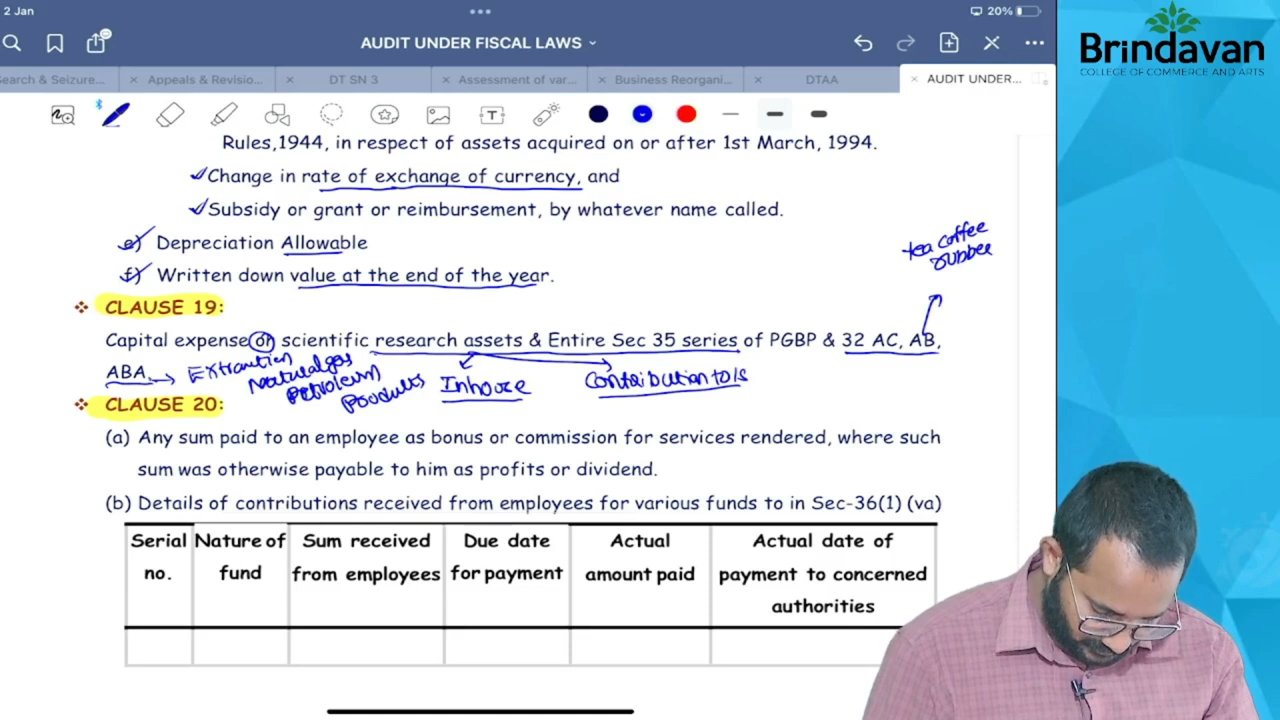 2 Jan
20%
AUDIT UNDER FISCAL LAWS
Brindavan
COLLEGE OF COMMERCE AND ARTS
earch & Seizure...
Appeals & Revisio...
DT SN 3
Assessment of var...
Business Reorgani...
DTAA
AUDIT UNDER...
Rules,1944, in respect of assets acquired on or after 1st March, 1994.
Change in rate of exchange of currency, and
Subsidy or grant or reimbursement, by whatever name called.
tea coffee
rubber
e) Depreciation Allowable
f) Written down value at the end of the year.
CLAUSE 19:
Capital expense on scientific research assets & Entire Sec 35 series of PGBP & 32 AC, AB,
ABA. Extraction
Natural gas
Petroleum
Products
Inhouse
Contribution to
CLAUSE 20:
(a) Any sum paid to an employee as bonus or commission for services rendered, where such
sum was otherwise payable to him as profits or dividend.
(b) Details of contributions received from employees for various funds to in Sec-36(1) (va)
Serial no. Nature of fund Sum received from employees Due date for payment Actual amount paid Actual date of payment to concerned authorities